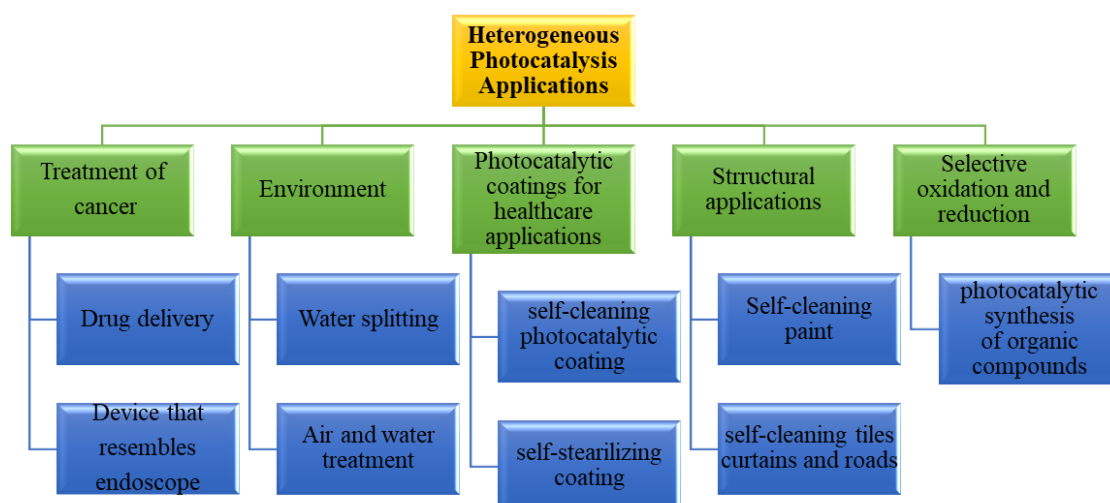 Heterogeneous
Photocatalysis
Applications
Treatment of
cancer
Environment
Photocatalytic
coatings for
healthcare
applications
Strructural
applications
Selective
oxidation and
reduction
Drug delivery
Water splitting
self-cleaning
photocatalytic
coating
Self-cleaning
paint
photocatalytic
synthesis
of organic
compounds
Device that
resembles
endoscope
Air and water
treatment
self-stearilizing
coating
self-cleaning tiles
curtains and roads